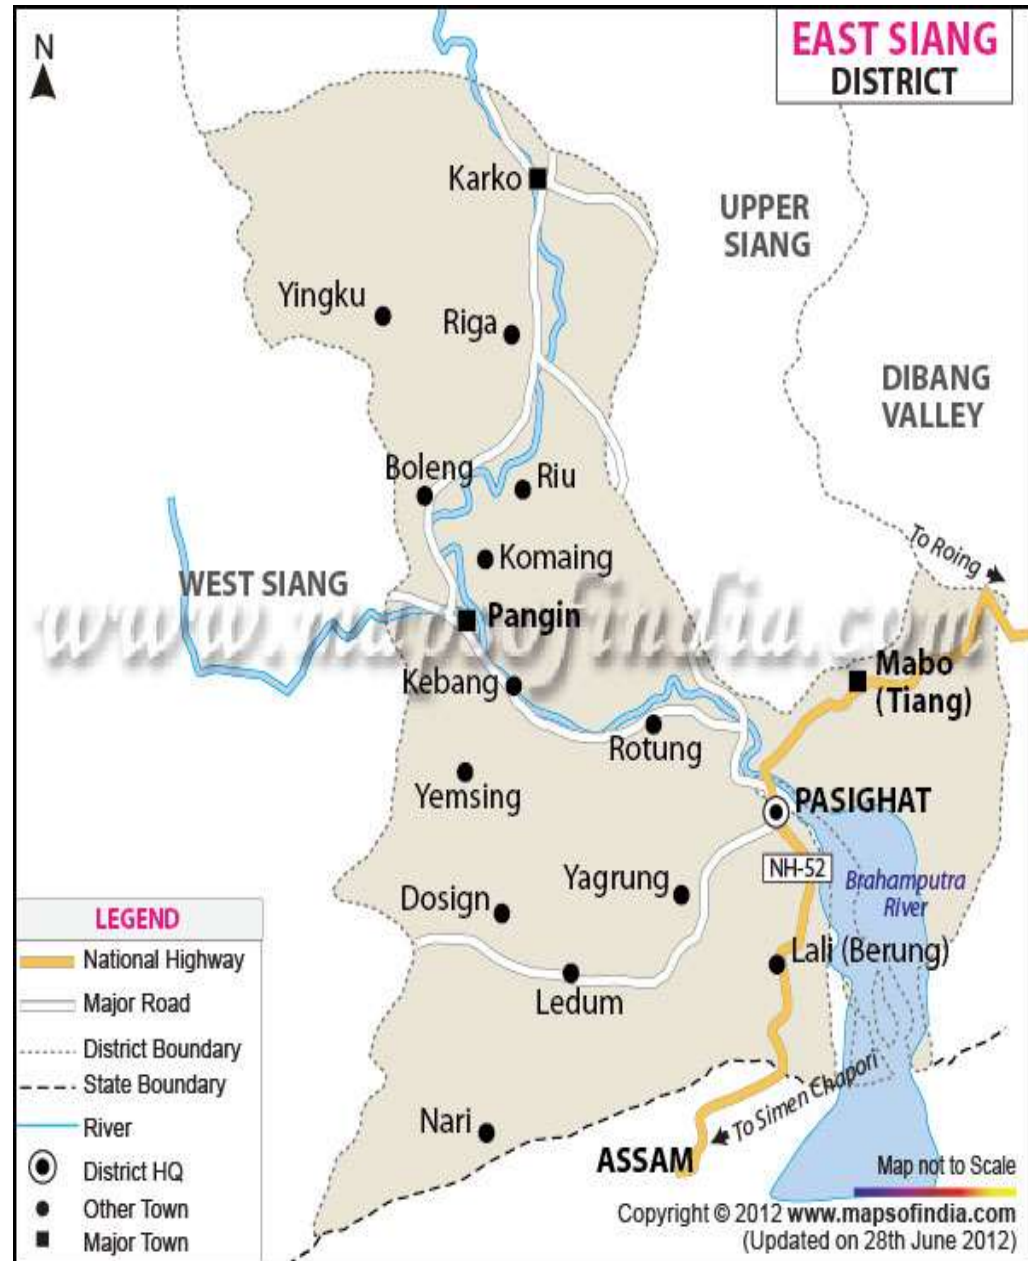 N
EAST SIANG
DISTRICT
Karko
UPPER
SIANG
Yingku
Riga
DIBANG
VALLEY
Boleng
Riu
To Roing
Komaing
WEST SIANG
www.mapsofindia.com
Pangin
Mabo
(Tiang)
Kebang
Rotung
Yemsing
PASIGHAT
NH-52
Yagrung
Brahamputra
River
Dosign
Lali (Berung)
Ledum
To Simen Chapori
Nari
ASSAM
LEGEND
National Highway
Major Road
District Boundary
State Boundary
River
District HQ
Other Town
Major Town
Map not to Scale
Copyright © 2012 www.mapsofindia.com
(Updated on 28th June 2012)